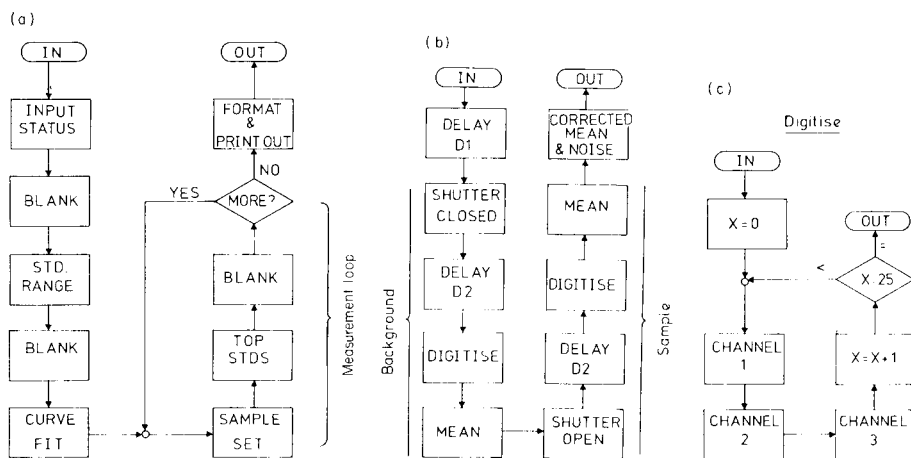 (a)
IN
INPUT
STATUS
BLANK
STD.
RANGE
BLANK
CURVE
FIT
OUT
FORMAT
&
PRINT OUT
NO
YES
MORE?
BLANK
TOP
STDS
SAMPLE
SET
Measurement loop
(b)
IN
DELAY
D1
SHUTTER
CLOSED
DELAY
D2
DIGITISE
MEAN
Background
OUT
CORRECTED
MEAN
& NOISE
MEAN
DIGITISE
DELAY
D2
SHUTTER
OPEN
Sample
(c)
Digitise
IN
X=0
CHANNEL
1
CHANNEL
2
OUT
=
<
X:25
X=X+1
CHANNEL
3